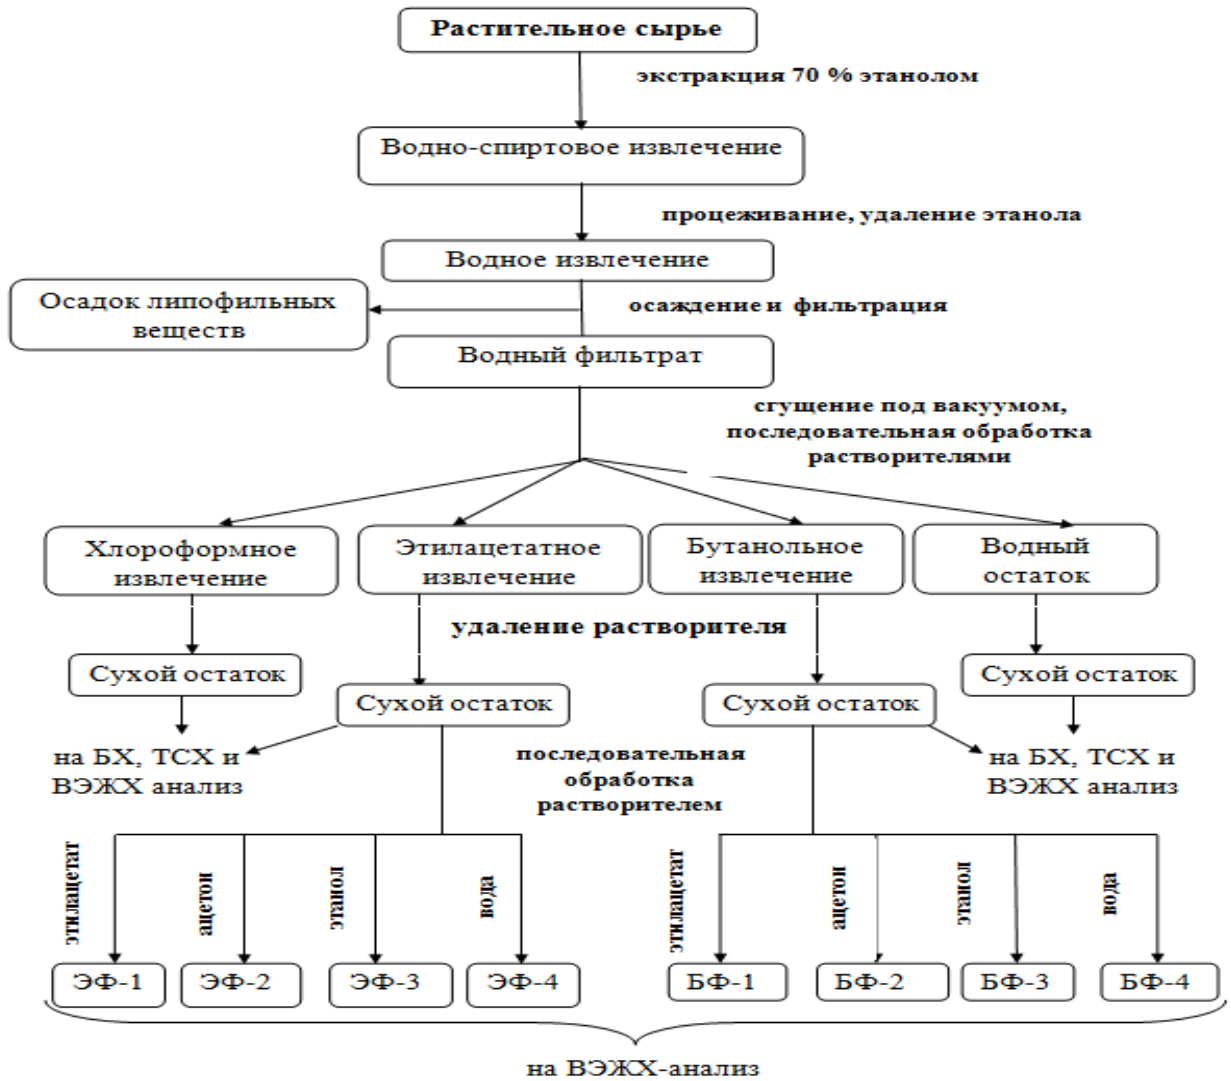 Растительное сырье
экстракция 70 % этанолом
Водно-спиртовое извлечение
процеживание, удаление этанола
Водное извлечение
Осадок липофильных
веществ
осаждение и фильтрация
Водный фильтрат
сгущение под вакуумом,
последовательная обработка
растворителями
Хлороформное
извлечение
Этилацетатное
извлечение
Бутанольное
извлечение
Водный
остаток
удаление растворителя
Сухой остаток
Сухой остаток
Сухой остаток
Сухой остаток
на БХ, ТСХ и
ВЭЖХ анализ
последовательная
обработка
растворителем
на БХ, ТСХ и
ВЭЖХ анализ
этилацетат
ацетон
этанол
вода
этилацетат
ацетон
этанол
вода
ЭФ-1
ЭФ-2
ЭФ-3
ЭФ-4
БФ-1
БФ-2
БФ-3
БФ-4
на ВЭЖХ-анализ